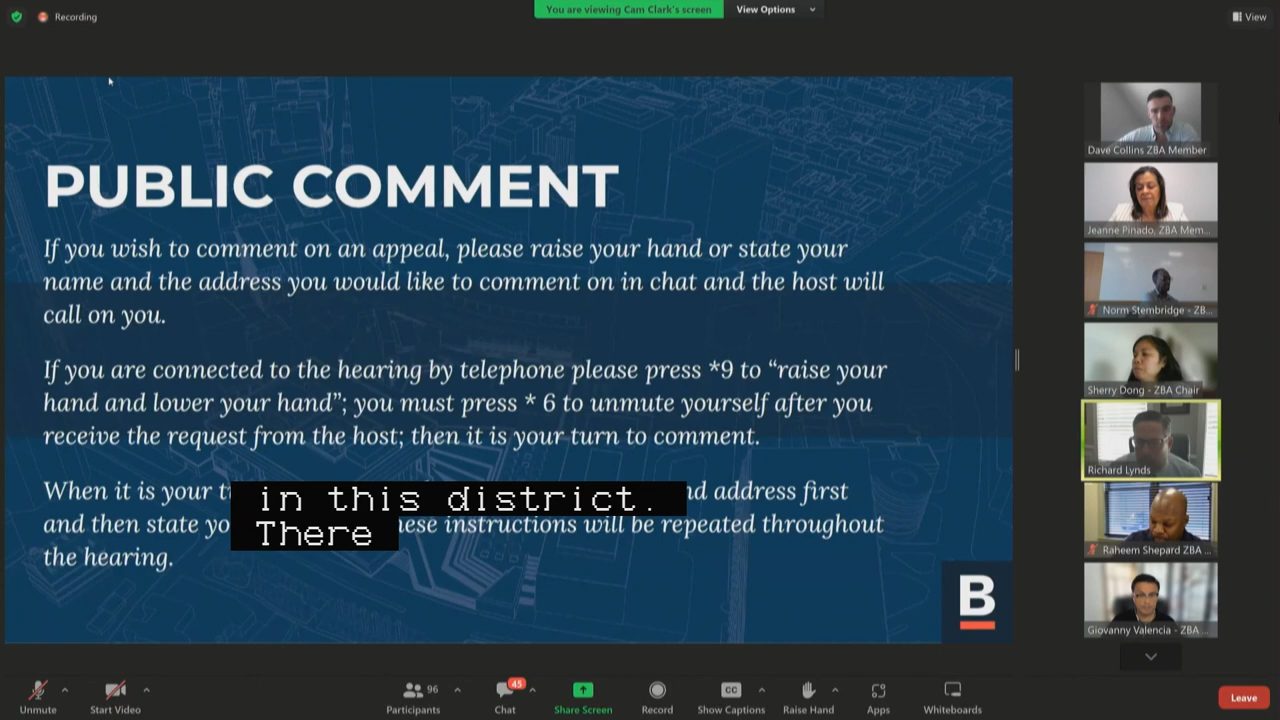 Recording
You are viewing Cam Clark's screen
View Options
View
PUBLIC COMMENT
If you wish to comment on an appeal, please raise your hand or state your
name and the address you would like to comment on in chat and the host will
call on you.
If you are connected to the hearing by telephone please press *9 to “raise your
hand and lower your hand”; you must press * 6 to unmute yourself after you
receive the request from the host; then it is your turn to comment.
When it is your address first
and then state instructions will be repeated throughout
the hearing.
in this district.
There
B
Dave Collins ZBA Member
Jeanne Pinado, ZBA Mem...
Norm Stembridge - ZB...
Sherry Dong - ZBA Chair
Richard Lynds
Raheem Shepard ZBA ...
Giovanny Valencia - ZBA ...
Unmute
Start Video
96
Participants
45
Chat
Share Screen
Record
CC
Show Captions
Raise Hand
Apps
Whiteboards
Leave